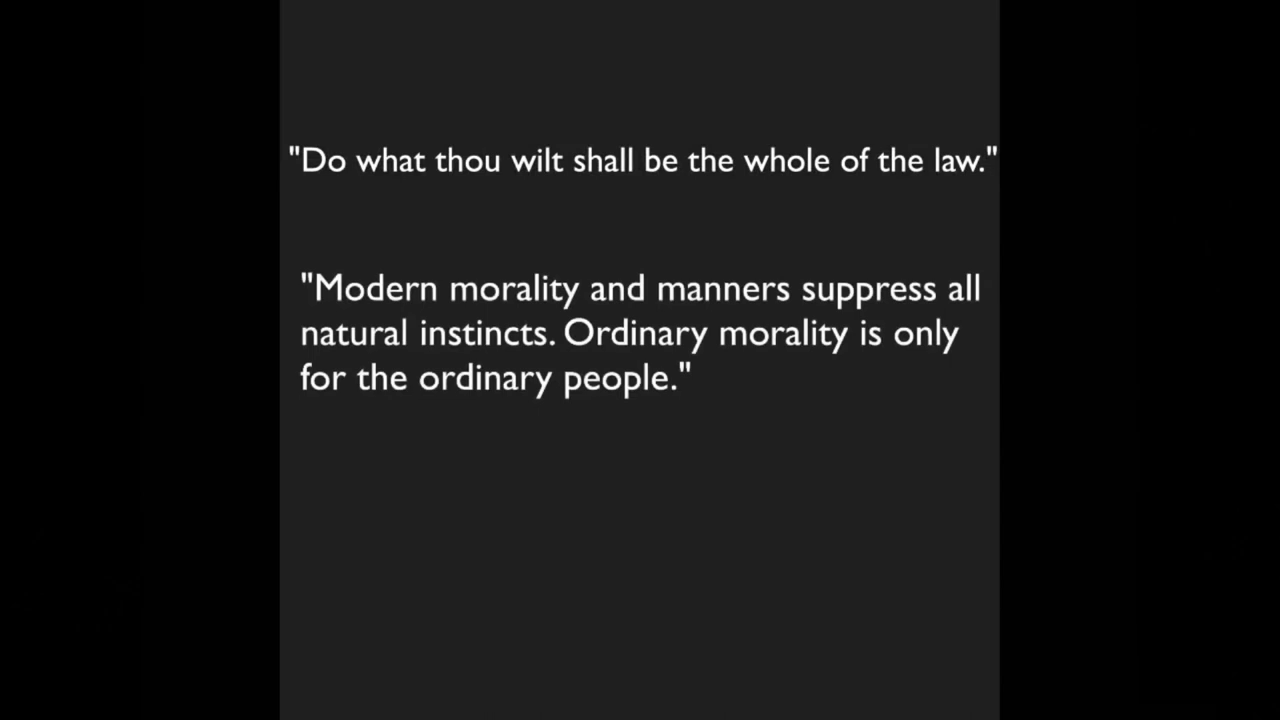 "Do what thou wilt shall be the whole of the law."
"Modern morality and manners suppress all
natural instincts. Ordinary morality is only
for the ordinary people."